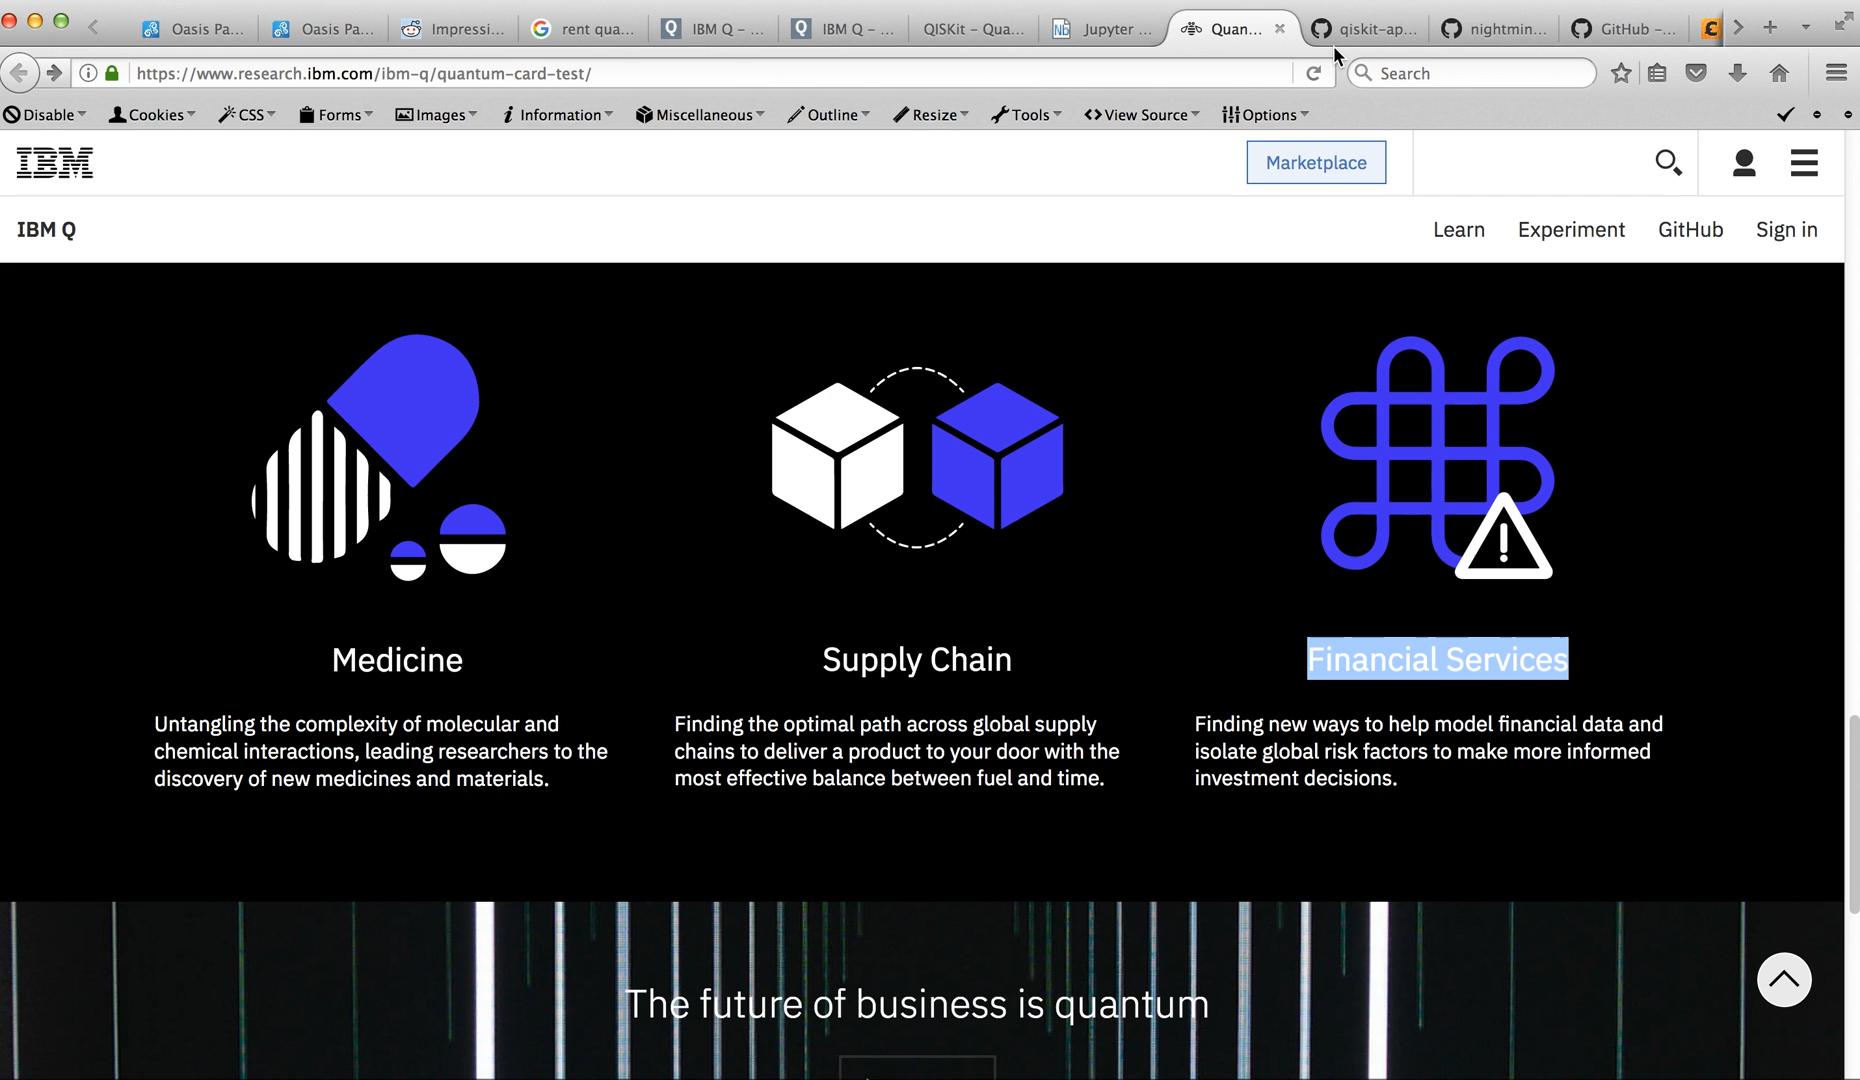 Oasis Pa...
Oasis Pa...
Impressi...
rent qua...
IBM Q – ...
IBM Q – ...
QISKit – Qua...
Jupyter ...
Quan...
qiskit-ap...
nightmin...
GitHub – ...
https://www.research.ibm.com/ibm-q/quantum-card-test/
Search
Disable
Cookies
CSS
Forms
Images
Information
Miscellaneous
Outline
Resize
Tools
View Source
Options
IBM
Marketplace
IBM Q
Learn
Experiment
GitHub
Sign in
Medicine
Untangling the complexity of molecular and
chemical interactions, leading researchers to the
discovery of new medicines and materials.
Supply Chain
Finding the optimal path across global supply
chains to deliver a product to your door with the
most effective balance between fuel and time.
Financial Services
Finding new ways to help model financial data and
isolate global risk factors to make more informed
investment decisions.
The future of business is quantum